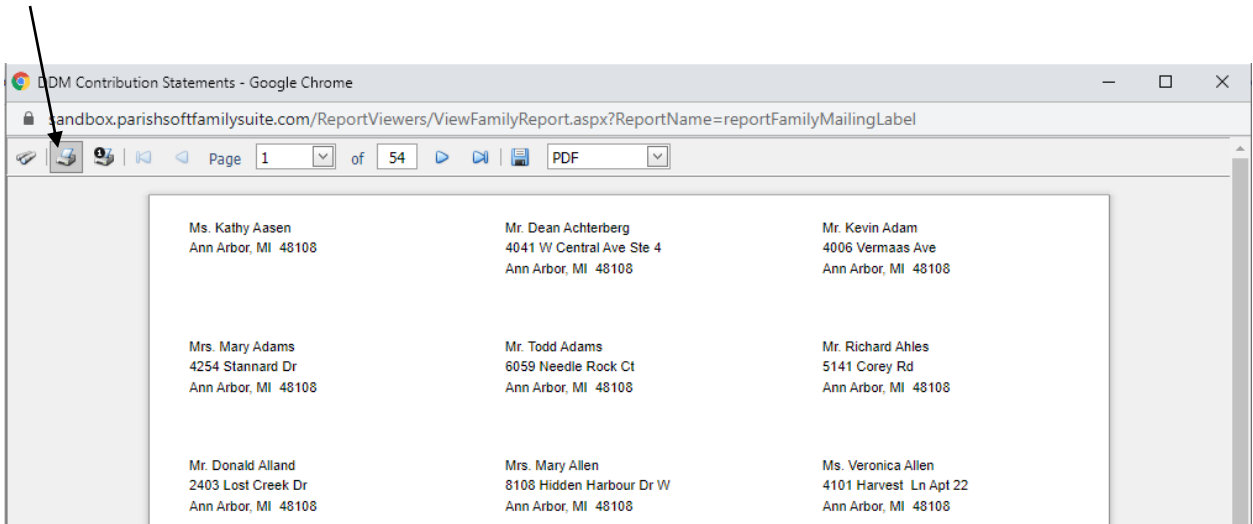 DDM Contribution Statements - Google Chrome
sandbox.parishsoftfamilysuite.com/ReportViewers/ViewFamilyReport.aspx?ReportName=reportFamilyMailingLabel
Page 1 of 54 PDF
Ms. Kathy Aasen
Ann Arbor, MI 48108
Mr. Dean Achterberg
4041 W Central Ave Ste 4
Ann Arbor, MI 48108
Mr. Kevin Adam
4006 Vermaas Ave
Ann Arbor, MI 48108
Mrs. Mary Adams
4254 Stannard Dr
Ann Arbor, MI 48108
Mr. Todd Adams
6059 Needle Rock Ct
Ann Arbor, MI 48108
Mr. Richard Ahles
5141 Corey Rd
Ann Arbor, MI 48108
Mr. Donald Alland
2403 Lost Creek Dr
Ann Arbor, MI 48108
Mrs. Mary Allen
8108 Hidden Harbour Dr W
Ann Arbor, MI 48108
Ms. Veronica Allen
4101 Harvest Ln Apt 22
Ann Arbor, MI 48108